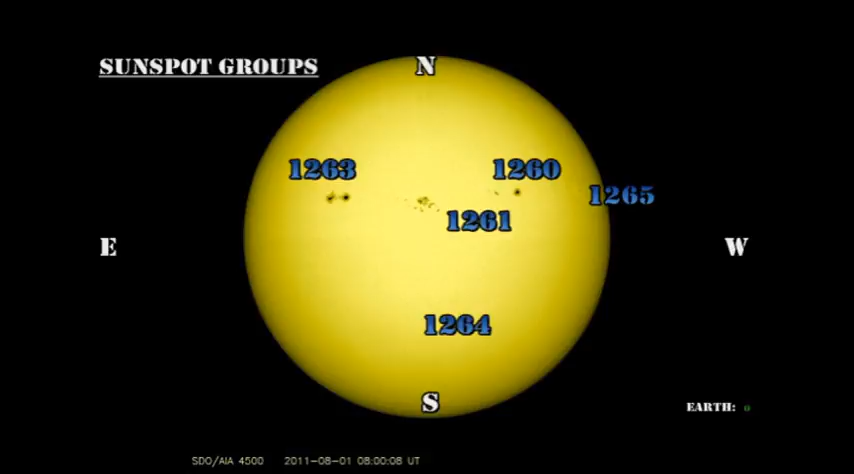 SUNSPOT GROUPS
N
1263
1260
1265
1261
E
W
1264
S
EARTH:
SDO/AIA 4500 2011-08-01 08:00:08 UT